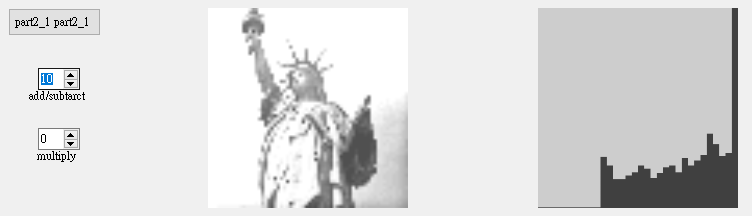 part2_1 part2_1
10
add/subtarct
0
multiply